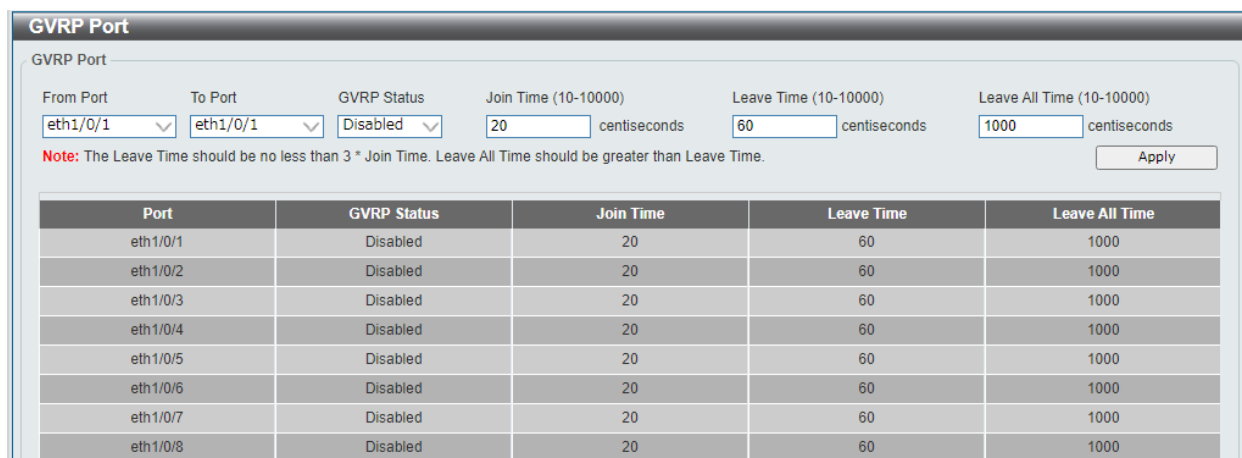 GVRP Port
GVRP Port
From Port To Port GVRP Status Join Time (10-10000) Leave Time (10-10000) Leave All Time (10-10000)
eth1/0/1 eth1/0/1 Disabled 20 centiseconds 60 centiseconds 1000 centiseconds
Note: The Leave Time should be no less than 3 * Join Time. Leave All Time should be greater than Leave Time. Apply
Port GVRP Status Join Time Leave Time Leave All Time
eth1/0/1 Disabled 20 60 1000
eth1/0/2 Disabled 20 60 1000
eth1/0/3 Disabled 20 60 1000
eth1/0/4 Disabled 20 60 1000
eth1/0/5 Disabled 20 60 1000
eth1/0/6 Disabled 20 60 1000
eth1/0/7 Disabled 20 60 1000
eth1/0/8 Disabled 20 60 1000